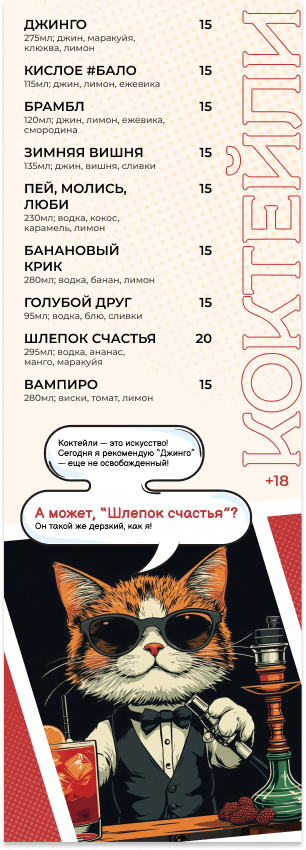 ДЖИНГО 15
275мл; джин, маракуйя,
клюква, лимон
КИСЛОЕ #БАЛО 15
115мл; джин, лимон, ежевика
БРАМБЛ 15
120мл; джин, лимон, ежевика,
смородина
ЗИМНЯЯ ВИШНЯ 15
135мл; джин, вишня, сливки
ПЕЙ, МОЛИСЬ, 15
ЛЮБИ
230мл; водка, кокос,
карамель, лимон
БАНАНОВЫЙ 15
КРИК
280мл; водка, банан, лимон
ГОЛУБОЙ ДРУГ 15
95мл; водка, блю, сливки
ШЛЕПОК СЧАСТЬЯ 20
295мл; водка, ананас,
манго, маракуйя
ВАМПИРО 15
280мл; виски, томат, лимон
КОКТЕЙЛИ
+18
Коктейли — это искусство!
Сегодня я рекомендую "Джинго"
— еще не освобожденный!
А может, "Шлепок счастья"?
Он такой же дерзкий, как я!